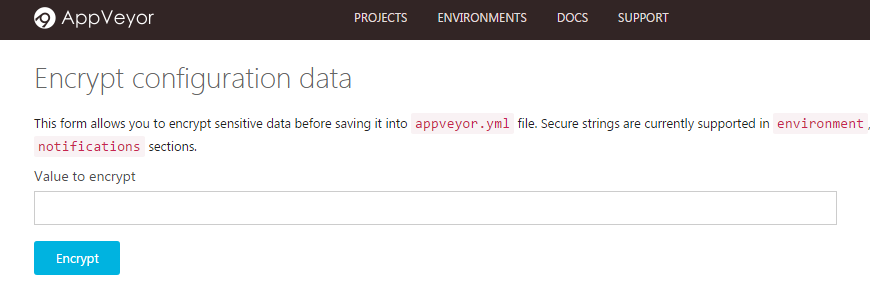 AppVeyor PROJECTS ENVIRONMENTS DOCS SUPPORT
Encrypt configuration data
This form allows you to encrypt sensitive data before saving it into appveyor.yml file. Secure strings are currently supported in environment,
notifications sections.
Value to encrypt
Encrypt